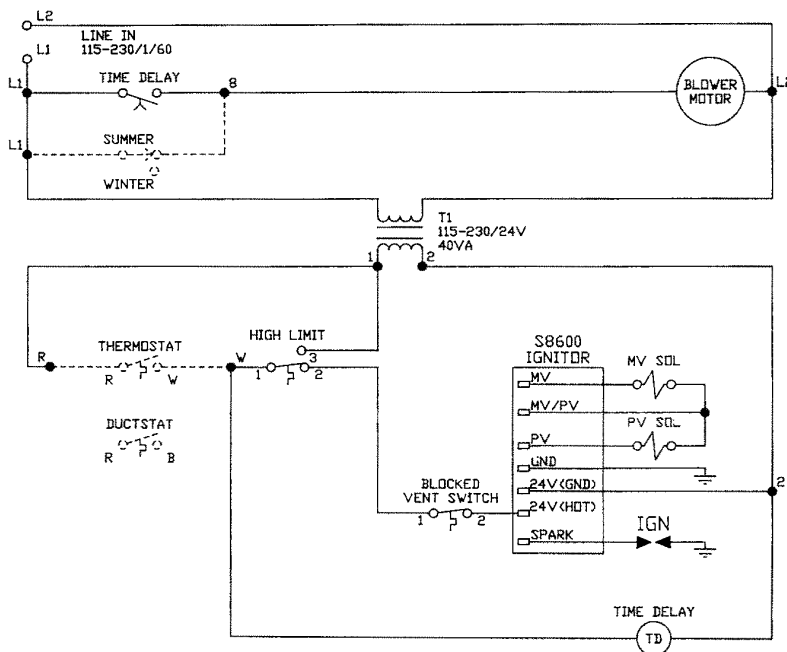 L2
LINE IN
115-230/1/60
L1
L1
TIME DELAY
8
BLOWER
MOTOR
L2
L1
SUMMER
WINTER
T1
115-230/24V
40VA
1
2
R
THERMOSTAT
R
W
W
HIGH LIMIT
3
1
2
DUCTSTAT
R
B
S8600
IGNITOR
MV
MV SOL
MV/PV
PV
PV SOL
GND
24V(GND)
2
24V(HOT)
BLOCKED
VENT SWITCH
1
2
SPARK
IGN
TIME DELAY
TD